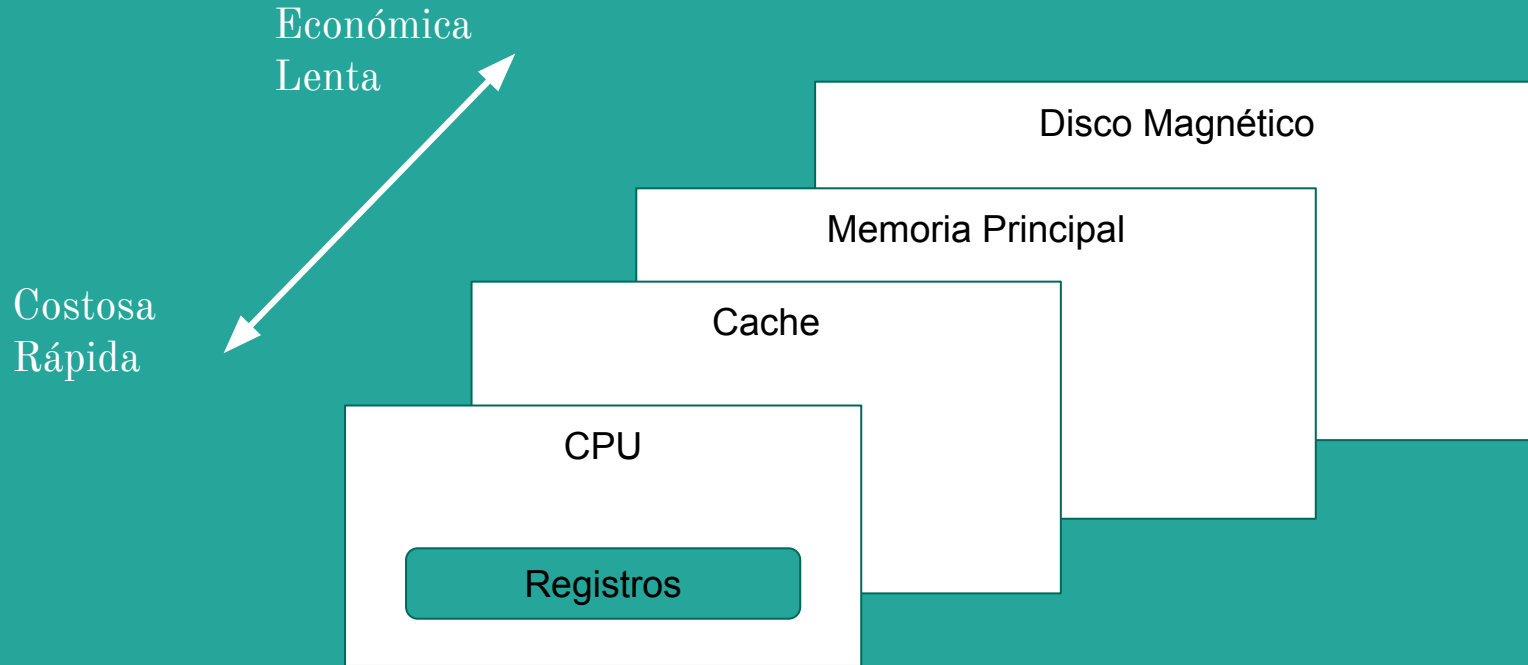 Económica
Lenta
Disco Magnético
Memoria Principal
Costosa
Rápida
Cache
CPU
Registros